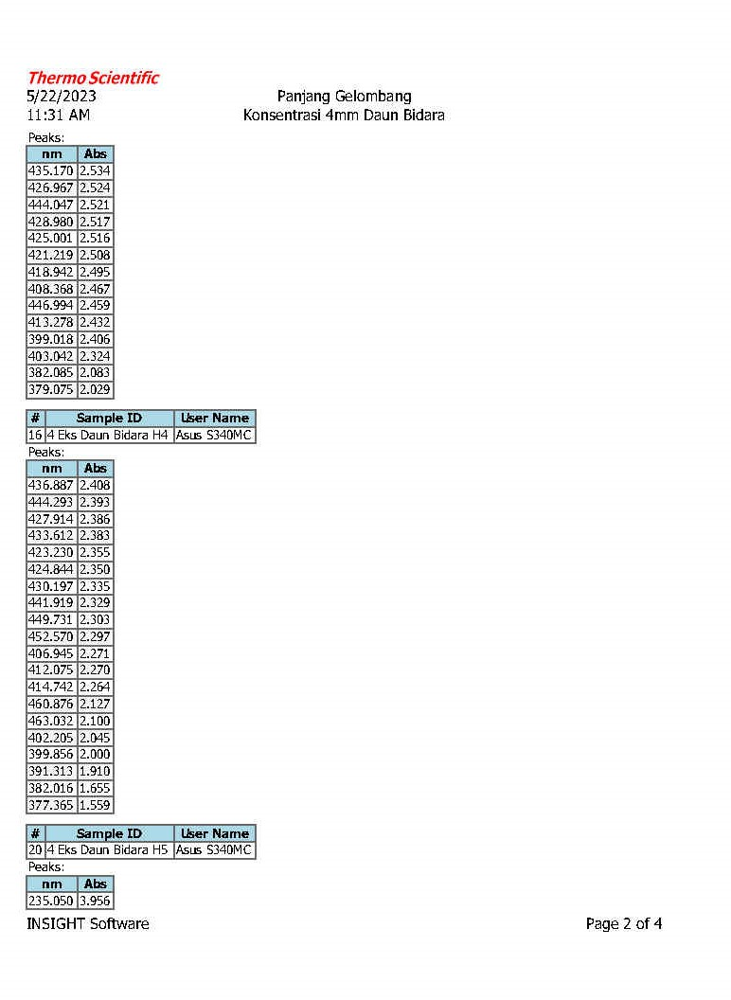 Thermo Scientific
5/22/2023
Panjang Gelombang
11:31 AM
Konsentrasi 4mm Daun Bidara
Peaks:
nm Abs
435.170 2.534
426.967 2.524
444.047 2.521
428.980 2.517
425.001 2.516
421.219 2.508
418.942 2.495
408.368 2.467
446.994 2.459
413.278 2.432
399.018 2.406
403.042 2.324
382.085 2.083
379.075 2.029
# Sample ID User Name
16 4 Eks Daun Bidara H4 Asus S340MC
Peaks:
nm Abs
436.887 2.408
444.293 2.393
427.914 2.386
433.612 2.383
423.230 2.355
424.844 2.350
430.197 2.335
441.919 2.329
449.731 2.303
452.570 2.297
406.945 2.271
412.075 2.270
414.742 2.264
460.876 2.127
463.032 2.100
402.205 2.045
399.856 2.000
391.313 1.910
382.016 1.655
377.365 1.559
# Sample ID User Name
20 4 Eks Daun Bidara H5 Asus S340MC
Peaks:
nm Abs
235.050 3.956
INSIGHT Software
Page 2 of 4